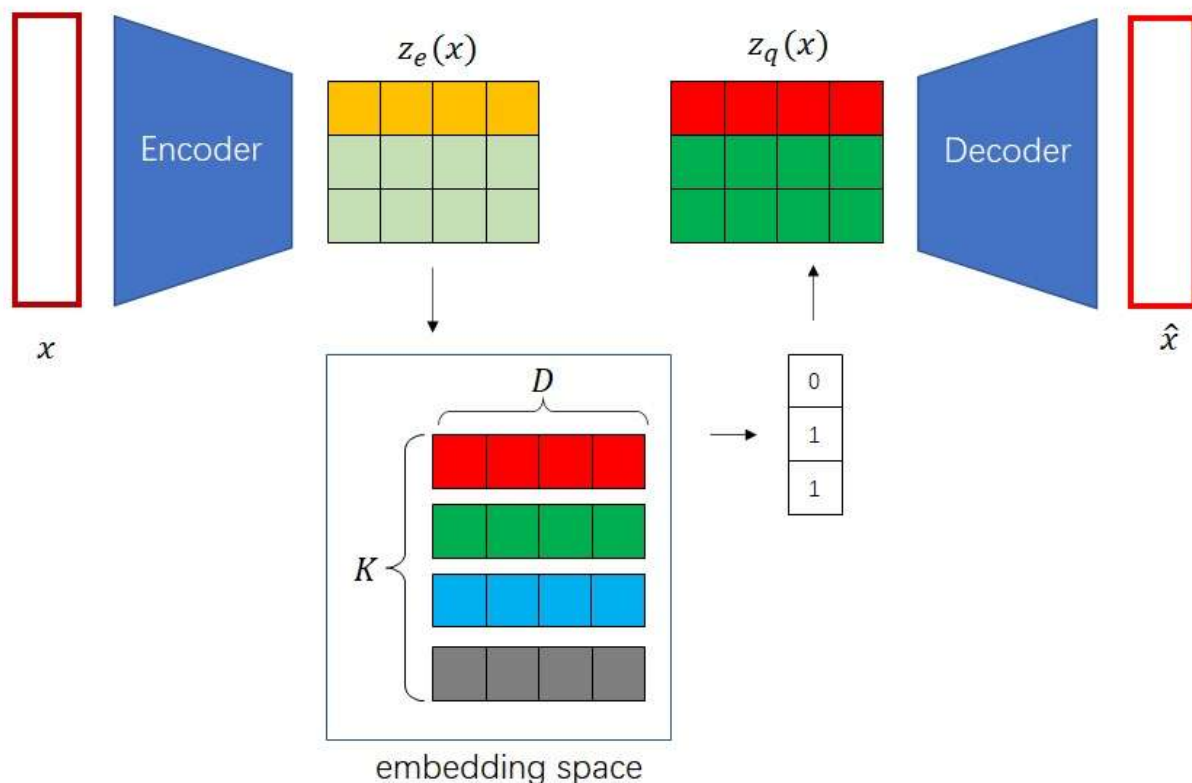 z_e(x)
z_q(x)
Encoder
Decoder
x
x̂
D
0
1
K
1
embedding space